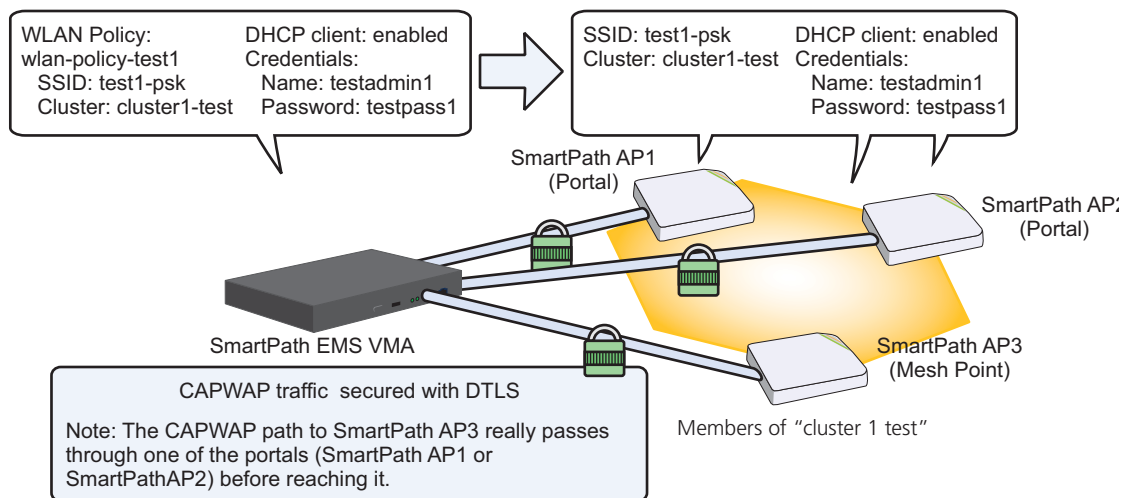 WLAN Policy:
wlan-policy-test1
SSID: test1-psk
Cluster: cluster1-test
DHCP client: enabled
Credentials:
Name: testadmin1
Password: testpass1
SSID: test1-psk
Cluster: cluster1-test
DHCP client: enabled
Credentials:
Name: testadmin1
Password: testpass1
SmartPath AP1
(Portal)
SmartPath AP2
(Portal)
SmartPath EMS VMA
SmartPath AP3
(Mesh Point)
CAPWAP traffic secured with DTLS
Note: The CAPWAP path to SmartPath AP3 really passes
through one of the portals (SmartPath AP1 or
SmartPathAP2) before reaching it.
Members of “cluster 1 test”